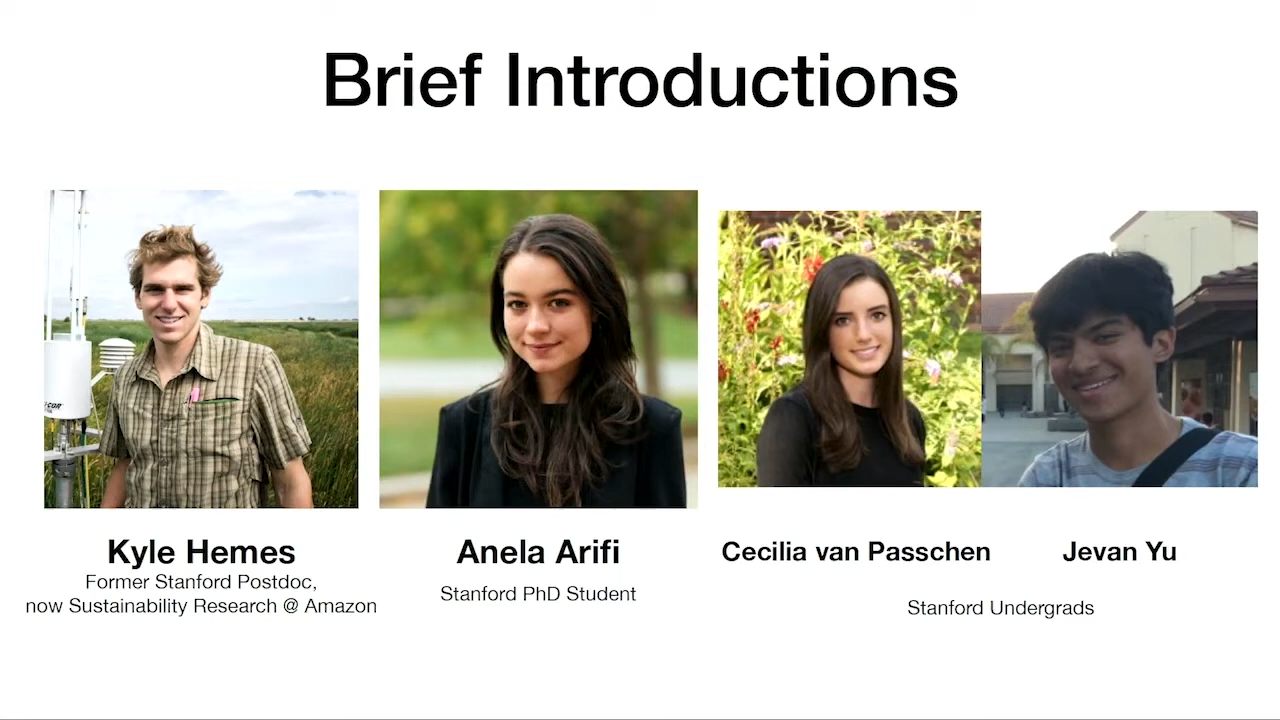 Brief Introductions
Kyle Hemes
Former Stanford Postdoc,
now Sustainability Research @ Amazon
Anela Arifi
Stanford PhD Student
Cecilia van Passchen
Jevan Yu
Stanford Undergrads